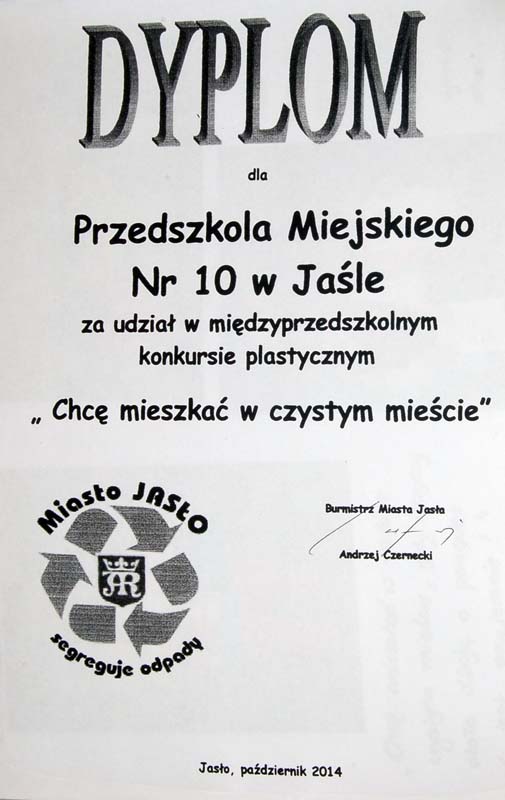 DYPLOM
dla
Przedszkola Miejskiego
Nr 10 w Jaśle
za udział w międzyprzedszkolnym
konkursie plastycznym
„ Chcę mieszkać w czystym mieście”
Miasto JASŁO
AR
segreguje odpady
Burmistrz Miasta Jasła
Andrzej Czernecki
Jasło, październik 2014